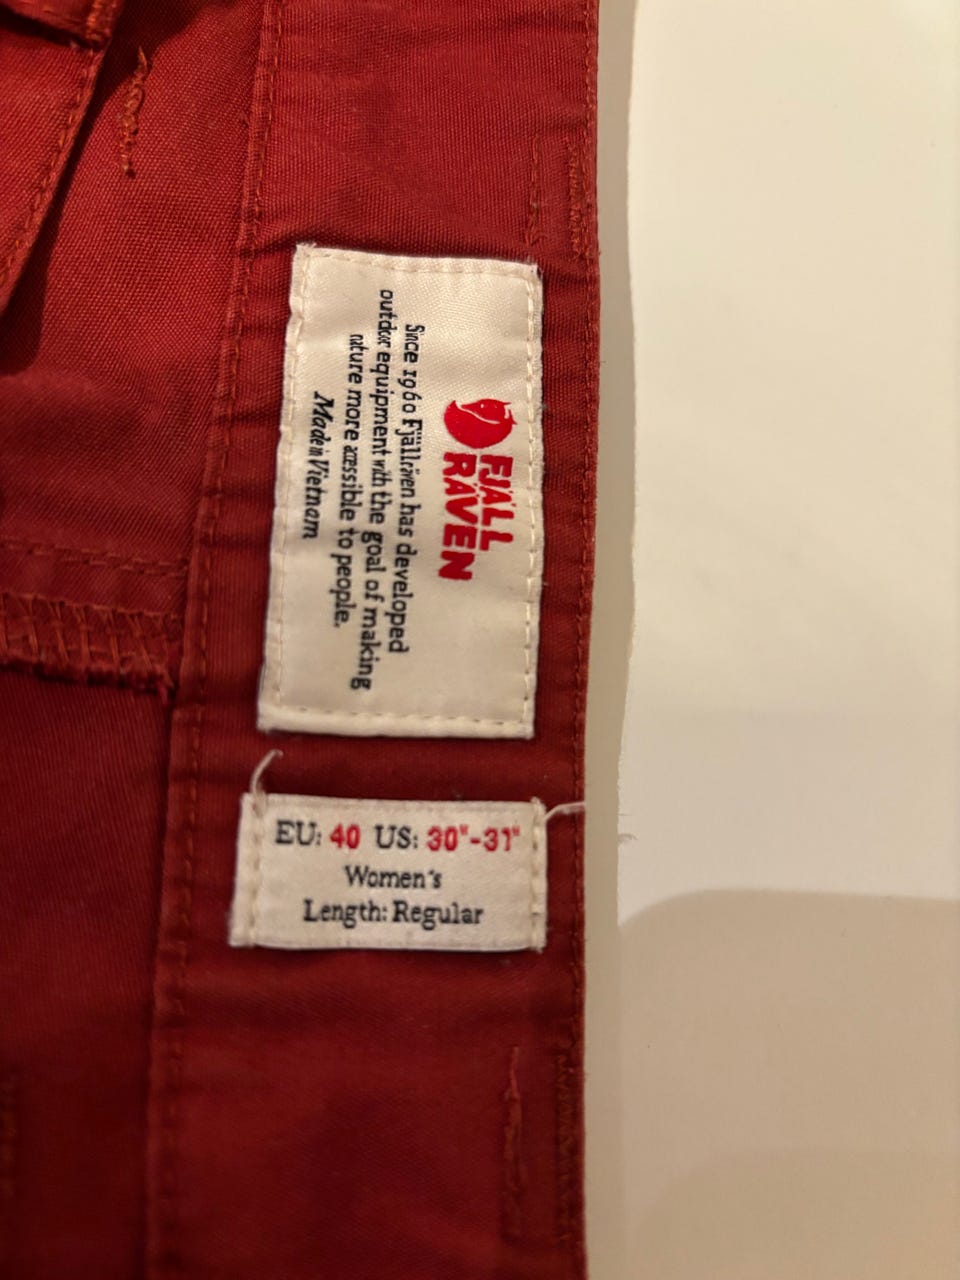 FJÄLL
RÄVEN
Since 1960 Fjällräven has developed
outdoor equipment with the goal of making
nature more accessible to people.
Made in Vietnam
EU: 40 US: 30"-31"
Women's
Length: Regular